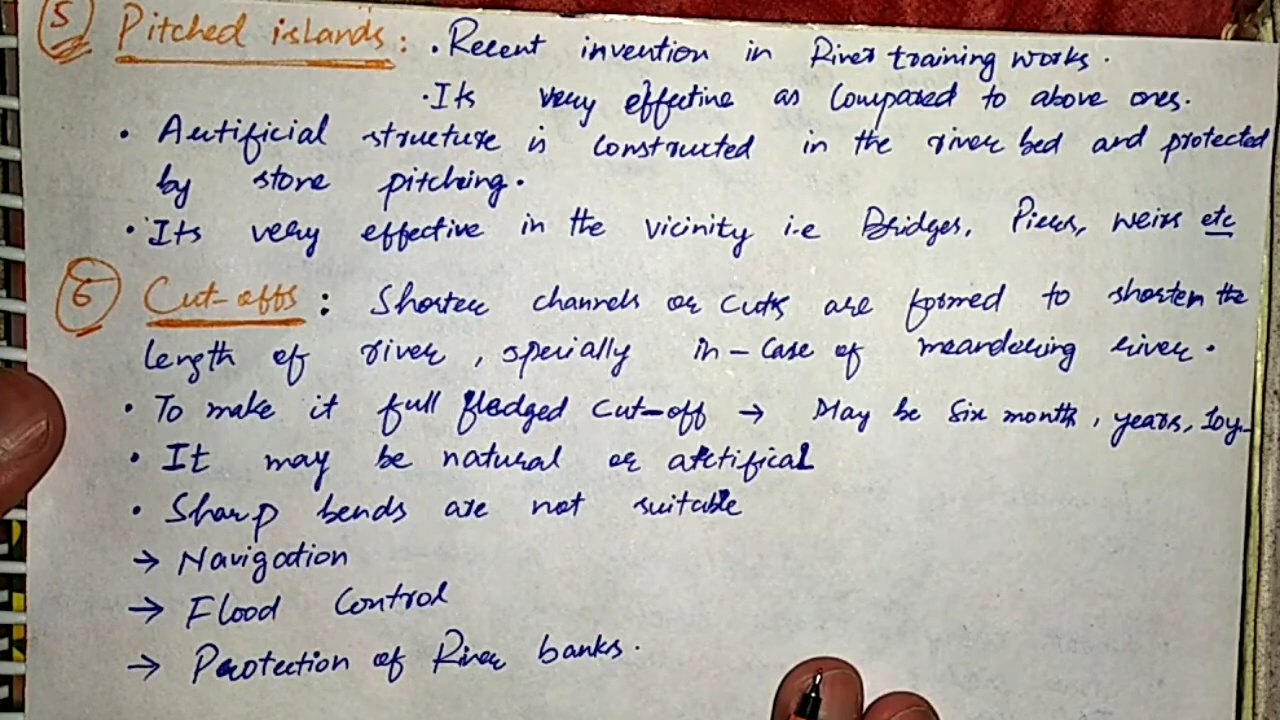 5) Pitched islands : . Recent invention in River training works .
. Its very effective as Compared to above ones.
• Artificial structure is constructed in the river bed and protected
by stone pitching.
• Its very effective in the vicinity i.e Bridges, Piers, weirs etc
6 Cut-offs : Shorter channels or cuts are formed to shorten the
length of river , specially in-case of meandering river .
• To make it full fledged cut-off → May be six month , years, 10y-
• It may be natural or artifical
• Sharp bends are not suitable
→ Navigation
→ Flood Control
→ Protection of River banks .